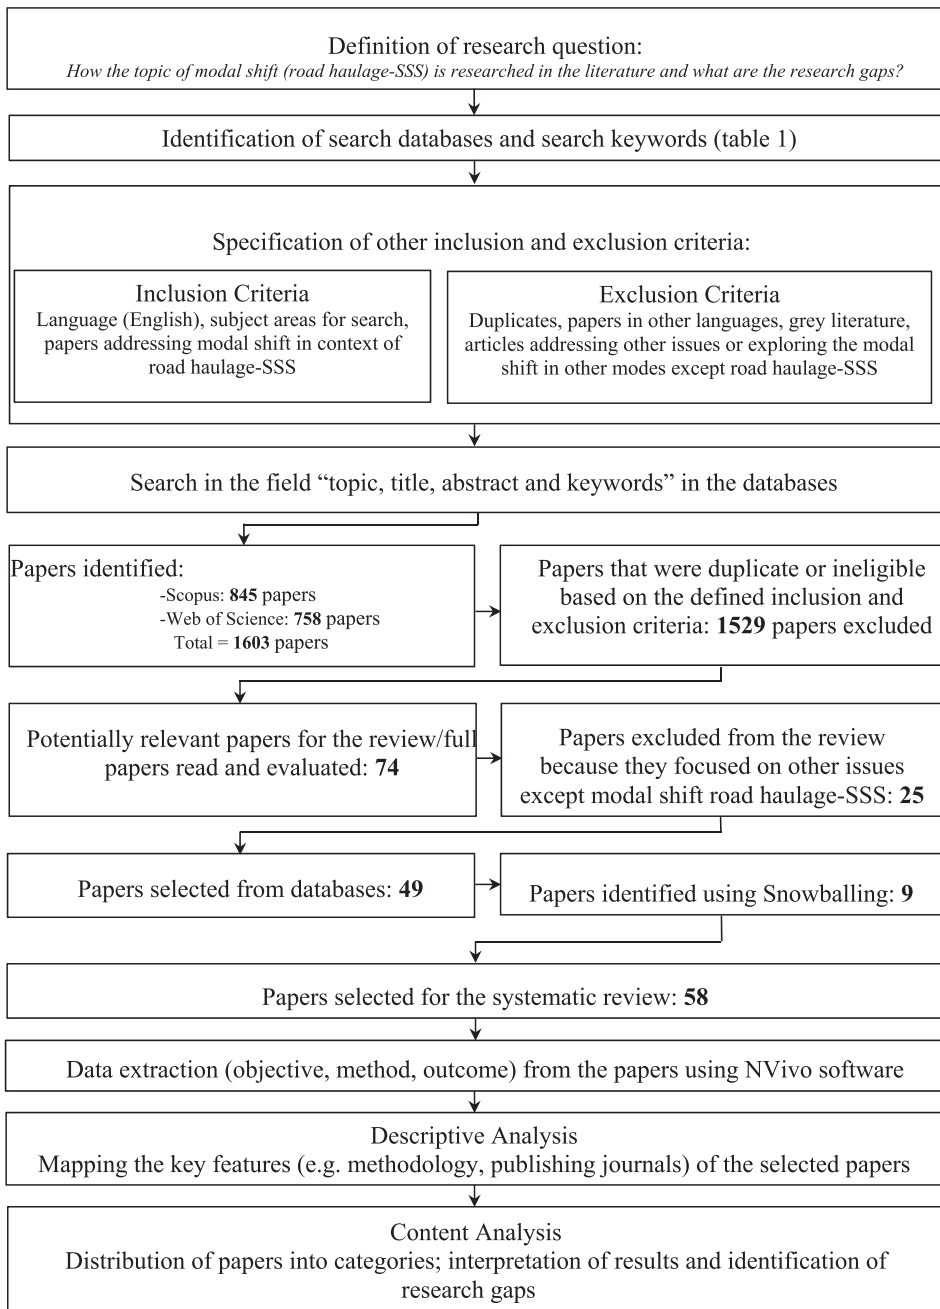 Definition of research question:
How the topic of modal shift (road haulage-SSS) is researched in the literature and what are the research gaps?
Identification of search databases and search keywords (table 1)
Specification of other inclusion and exclusion criteria:
Inclusion Criteria
Language (English), subject areas for search,
papers addressing modal shift in context of
road haulage-SSS
Exclusion Criteria
Duplicates, papers in other languages, grey literature,
articles addressing other issues or exploring the modal
shift in other modes except road haulage-SSS
Search in the field “topic, title, abstract and keywords” in the databases
Papers identified:
-Scopus: 845 papers
-Web of Science: 758 papers
Total = 1603 papers
Papers that were duplicate or ineligible
based on the defined inclusion and
exclusion criteria: 1529 papers excluded
Potentially relevant papers for the review/full
papers read and evaluated: 74
Papers excluded from the review
because they focused on other issues
except modal shift road haulage-SSS: 25
Papers selected from databases: 49
Papers identified using Snowballing: 9
Papers selected for the systematic review: 58
Data extraction (objective, method, outcome) from the papers using NVivo software
Descriptive Analysis
Mapping the key features (e.g. methodology, publishing journals) of the selected papers
Content Analysis
Distribution of papers into categories; interpretation of results and identification of
research gaps